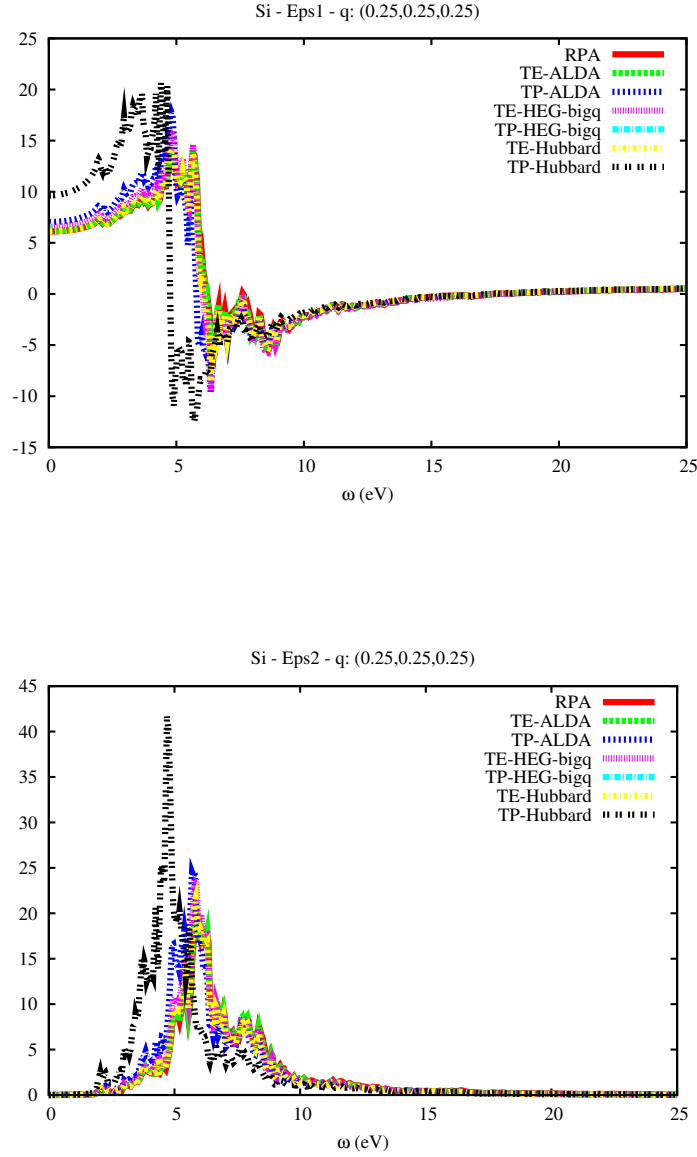 Si - Eps1 - q: (0.25,0.25,0.25)
25
20
15
10
5
0
-5
-10
-15
RPA
TE-ALDA
TP-ALDA
TE-HEG-bigq
TP-HEG-bigq
TE-Hubbard
TP-Hubbard
0 5 10 15 20 25
ω (eV)
Si - Eps2 - q: (0.25,0.25,0.25)
45
40
35
30
25
20
15
10
5
0
RPA
TE-ALDA
TP-ALDA
TE-HEG-bigq
TP-HEG-bigq
TE-Hubbard
TP-Hubbard
0 5 10 15 20 25
ω (eV)